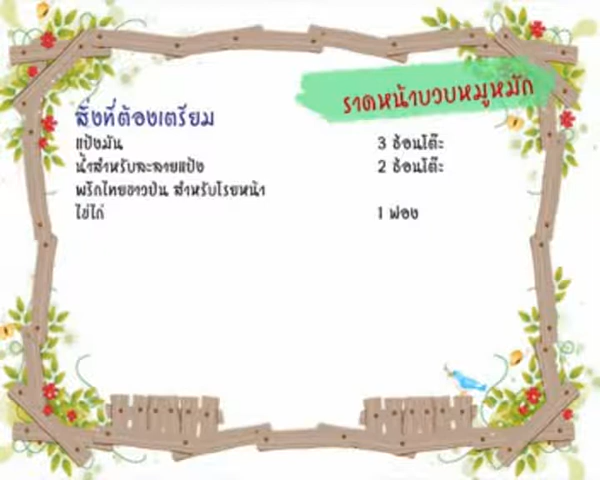 ราดหน้าบวบหมูหมัก
สิ่งที่ต้องเตรียม
แป้งมัน 3 ช้อนโต๊ะ
น้ำสำหรับละลายแป้ง 2 ช้อนโต๊ะ
พริกไทยขาวป่น สำหรับโรยหน้า
ไข่ไก่ 1 ฟอง